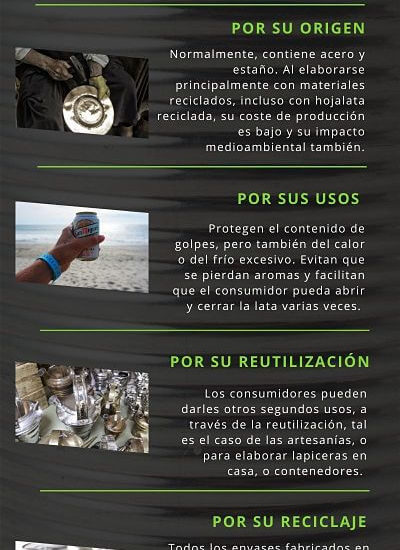 POR SU ORIGEN
Normalmente, contiene acero y
estaño. Al elaborarse
principalmente con materiales
reciclados, incluso con hojalata
reciclada, su coste de producción
es bajo y su impacto
medioambiental también.
POR SUS USOS
Protegen el contenido de
golpes, pero también del calor
o del frío excesivo. Evitan que
se pierdan aromas y facilitan
que el consumidor pueda abrir
y cerrar la lata varias veces.
POR SU REUTILIZACIÓN
Los consumidores pueden
darles otros segundos usos, a
través de la reutilización, tal
es el caso de las artesanías, o
para elaborar lapiceros en
casa, o contenedores.
POR SU RECICLAJE
Todos los envases fabricados en